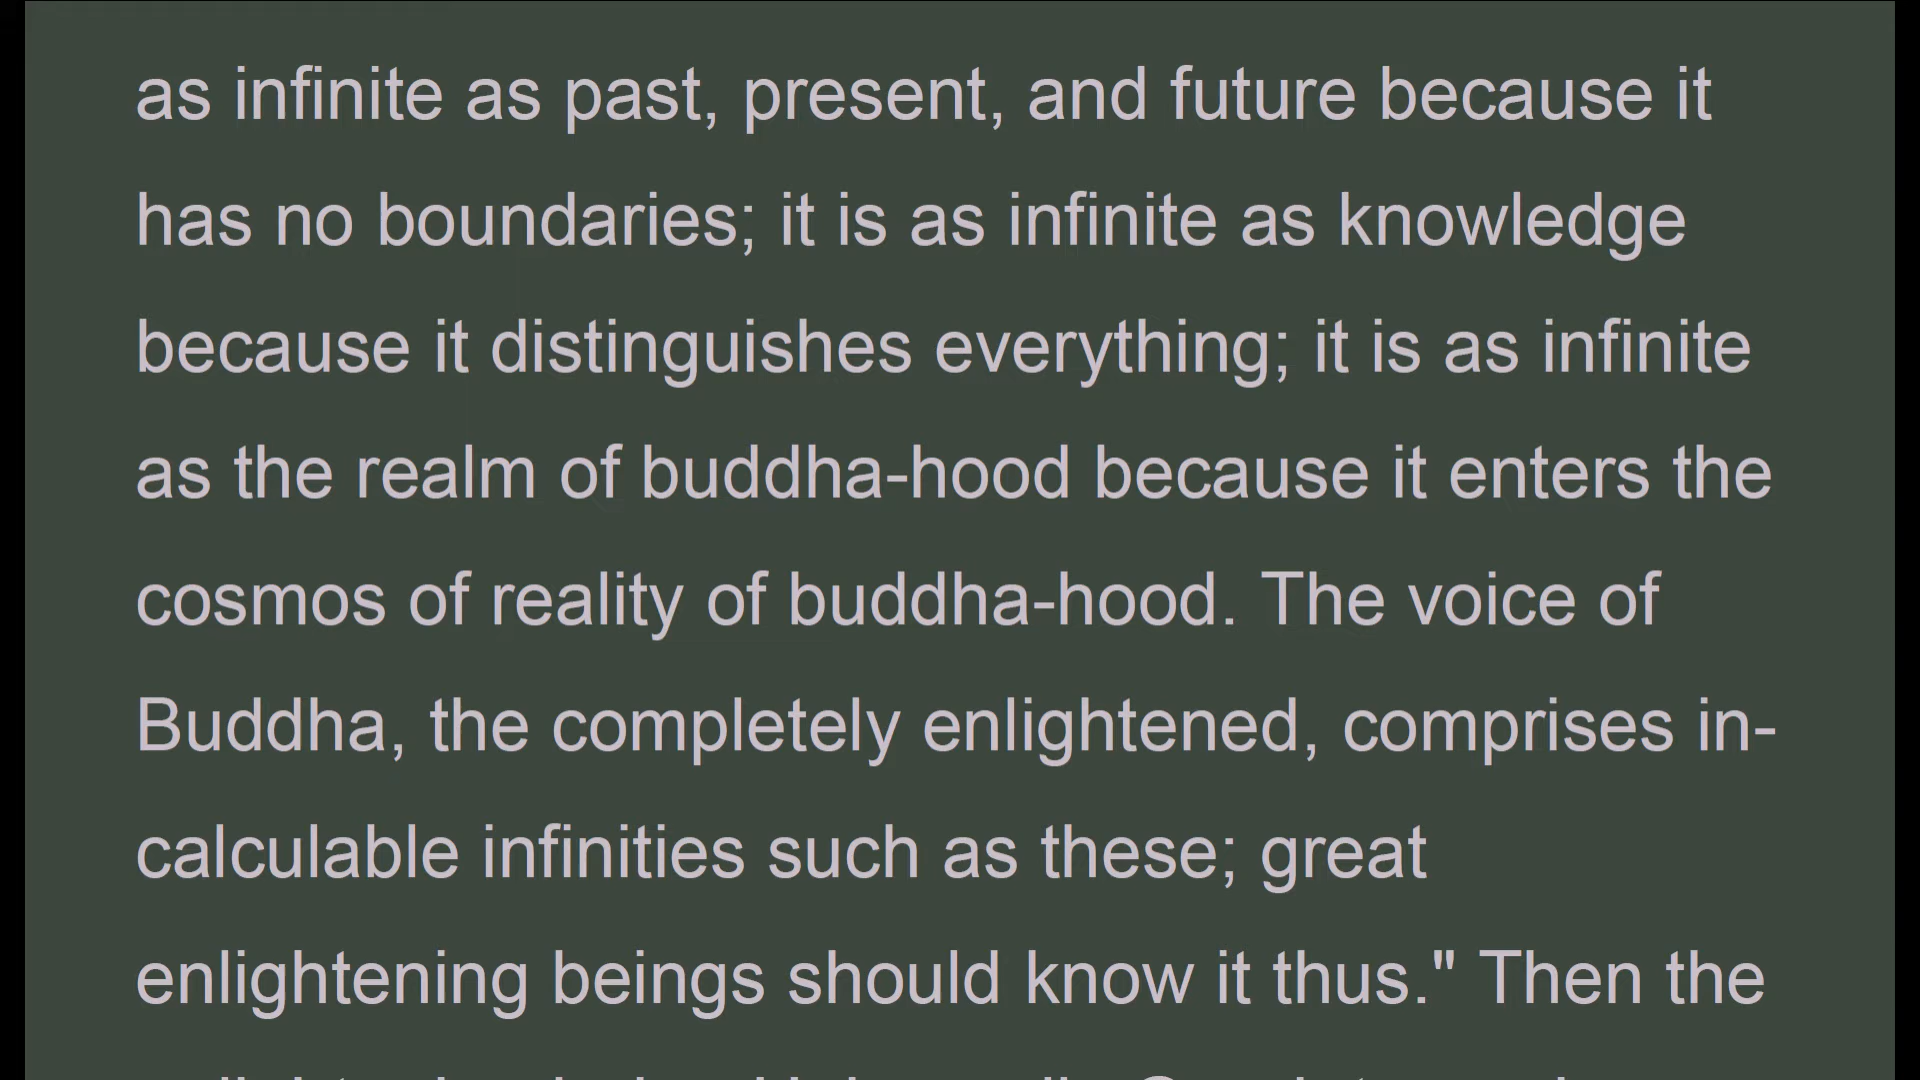 as infinite as past, present, and future because it
has no boundaries; it is as infinite as knowledge
because it distinguishes everything; it is as infinite
as the realm of buddha-hood because it enters the
cosmos of reality of buddha-hood. The voice of
Buddha, the completely enlightened, comprises in-
calculable infinities such as these; great
enlightening beings should know it thus." Then the